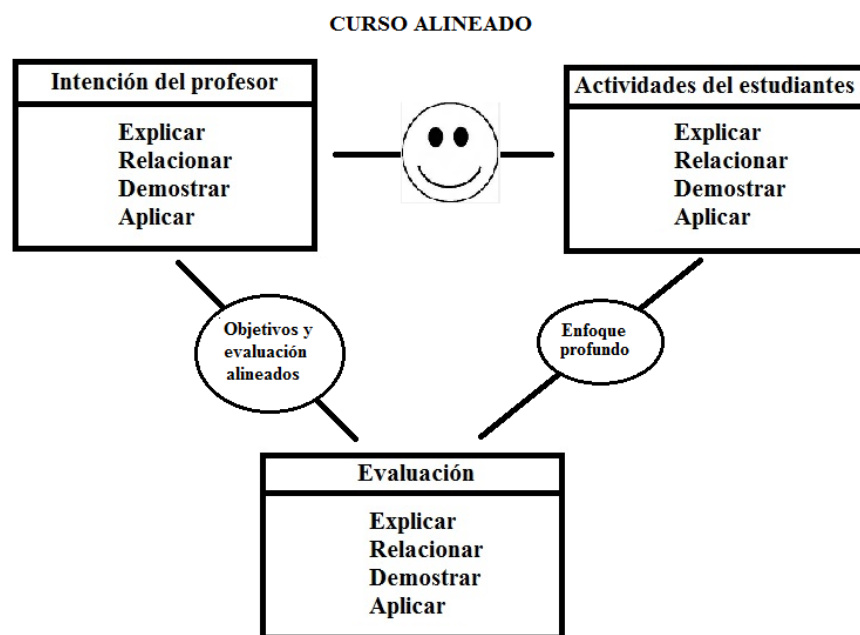 CURSO ALINEADO
Intención del profesor
Explicar
Relacionar
Demostrar
Aplicar
Actividades del estudiantes
Explicar
Relacionar
Demostrar
Aplicar
Objetivos y
evaluación
alineados
Enfoque
profundo
Evaluación
Explicar
Relacionar
Demostrar
Aplicar